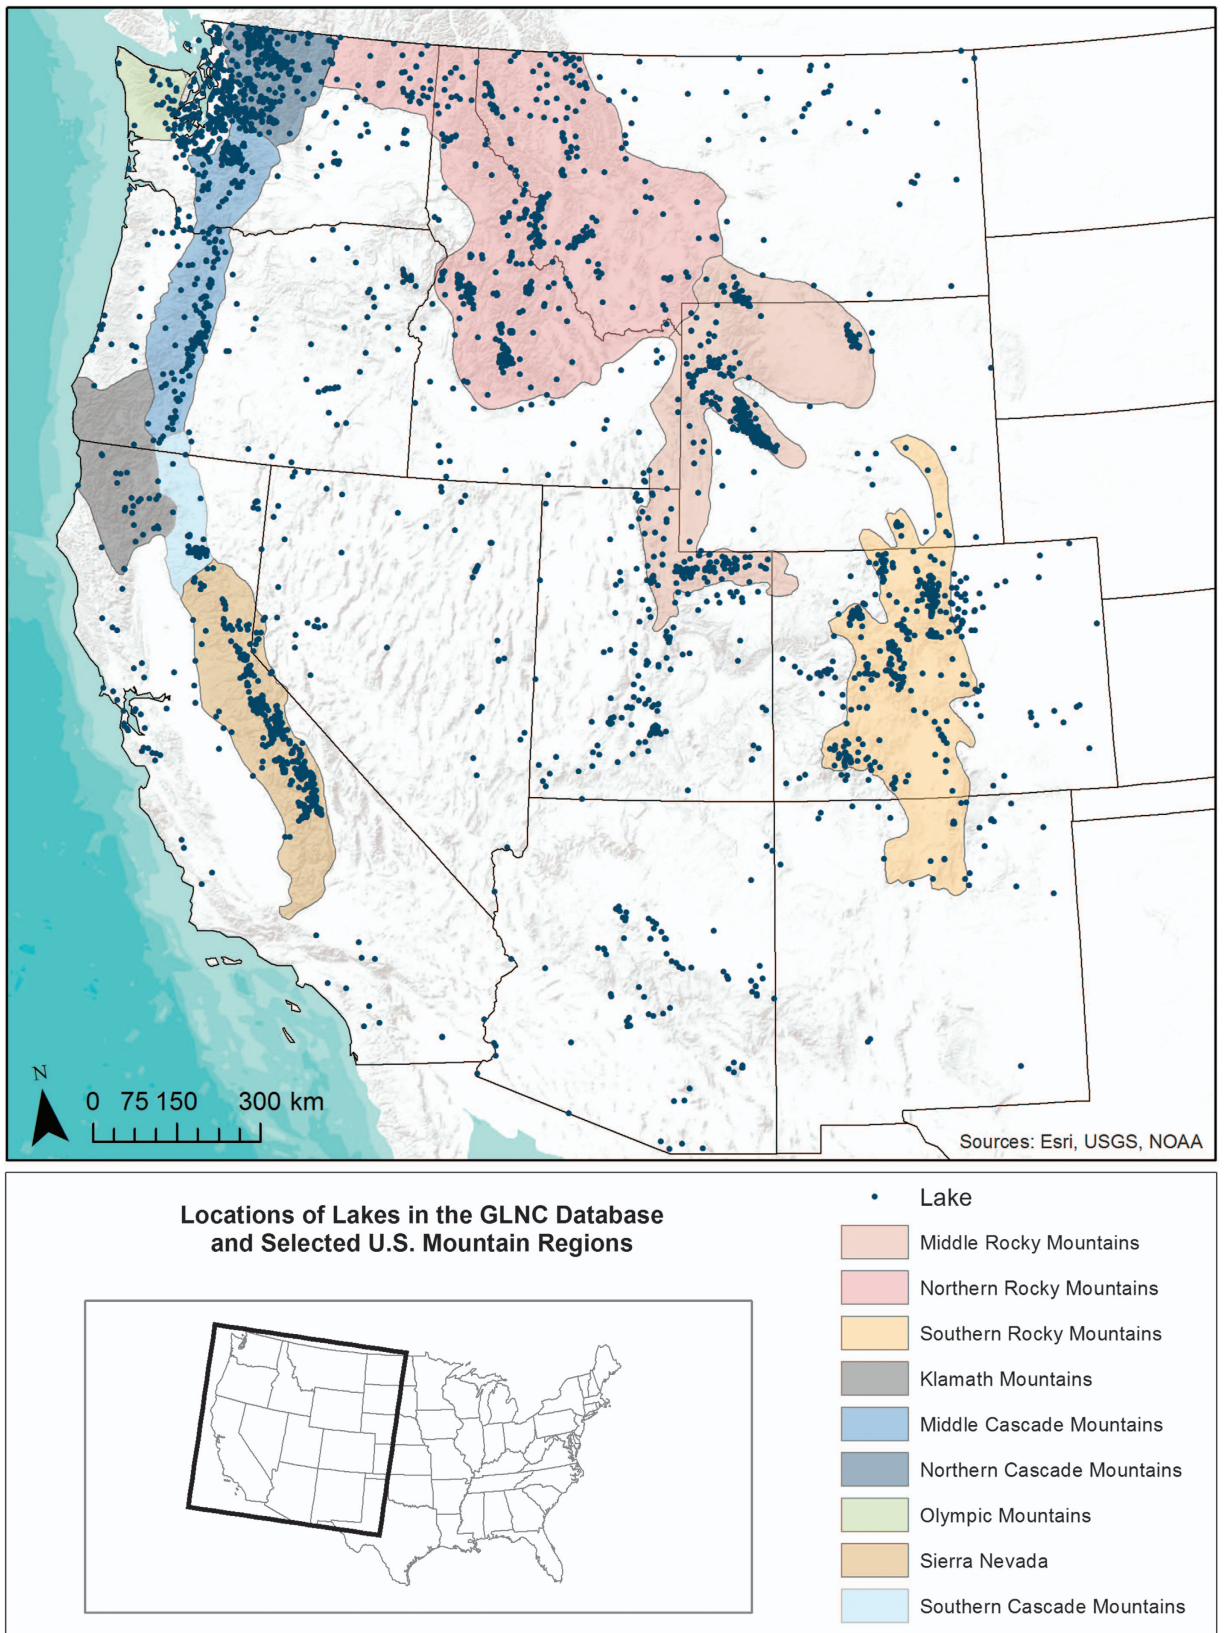 N
0 75 150 300 km
Sources: Esri, USGS, NOAA
Locations of Lakes in the GLNC Database
and Selected U.S. Mountain Regions
Lake
Middle Rocky Mountains
Northern Rocky Mountains
Southern Rocky Mountains
Klamath Mountains
Middle Cascade Mountains
Northern Cascade Mountains
Olympic Mountains
Sierra Nevada
Southern Cascade Mountains